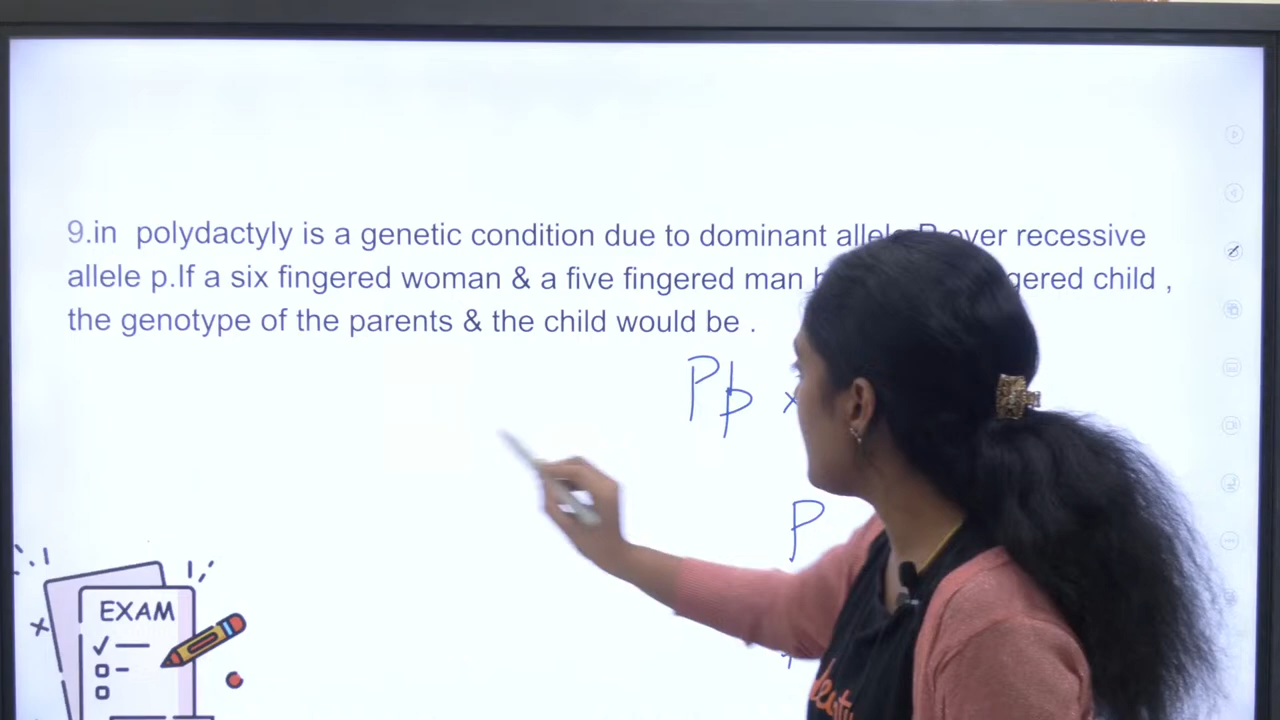 9.in polydactyly is a genetic condition due to dominant allele P over recessive
allele p.If a six fingered woman & a five fingered man gered child ,
the genotype of the parents & the child would be .
Pp ×
P
EXAM